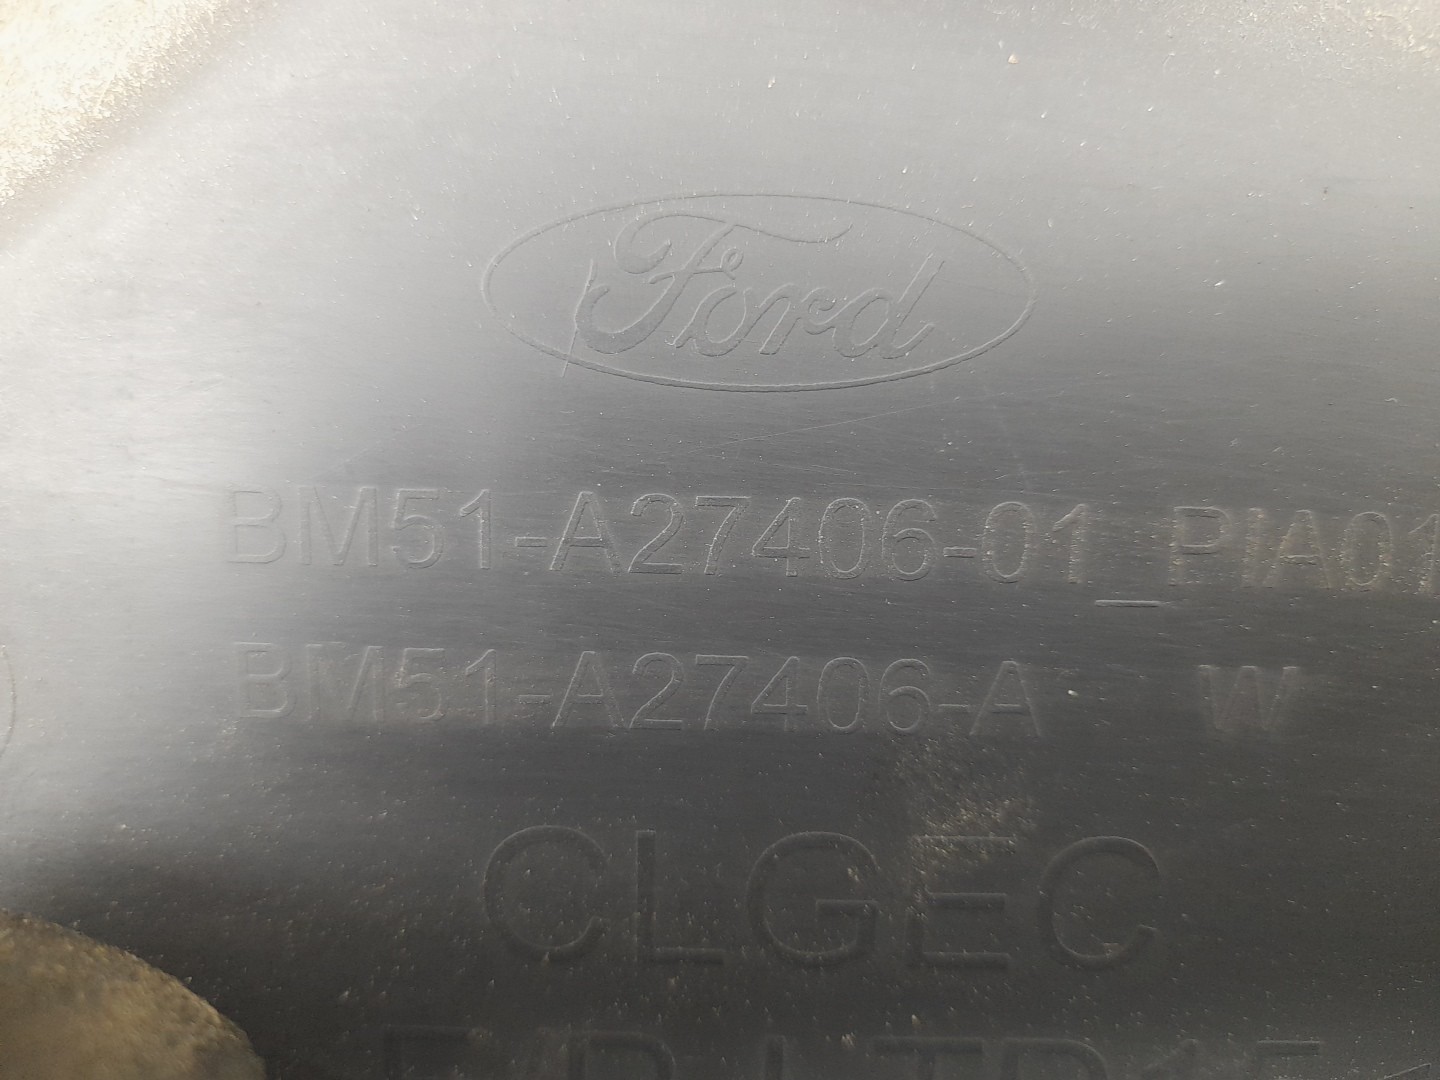 Ford
BM51-A27406-01_PIA01
BM51-A27406-A W
CLGEC